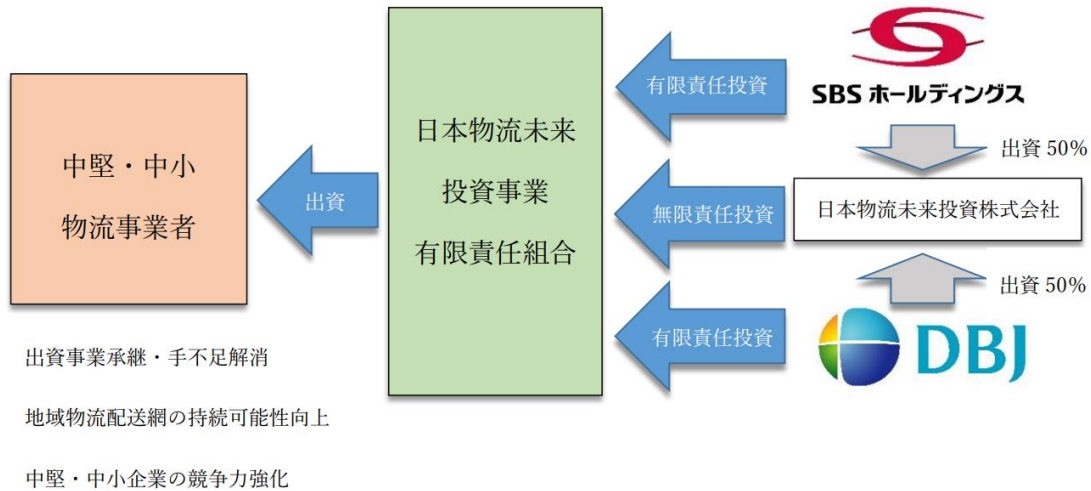 中堅・中小
物流事業者
出資
日本物流未来
投資事業
有限責任組合
有限責任投資
無限責任投資
有限責任投資
SBS ホールディングス
出資 50%
日本物流未来投資株式会社
出資 50%
DBJ
出資事業承継・手不足解消
地域物流配送網の持続可能性向上
中堅・中小企業の競争力強化